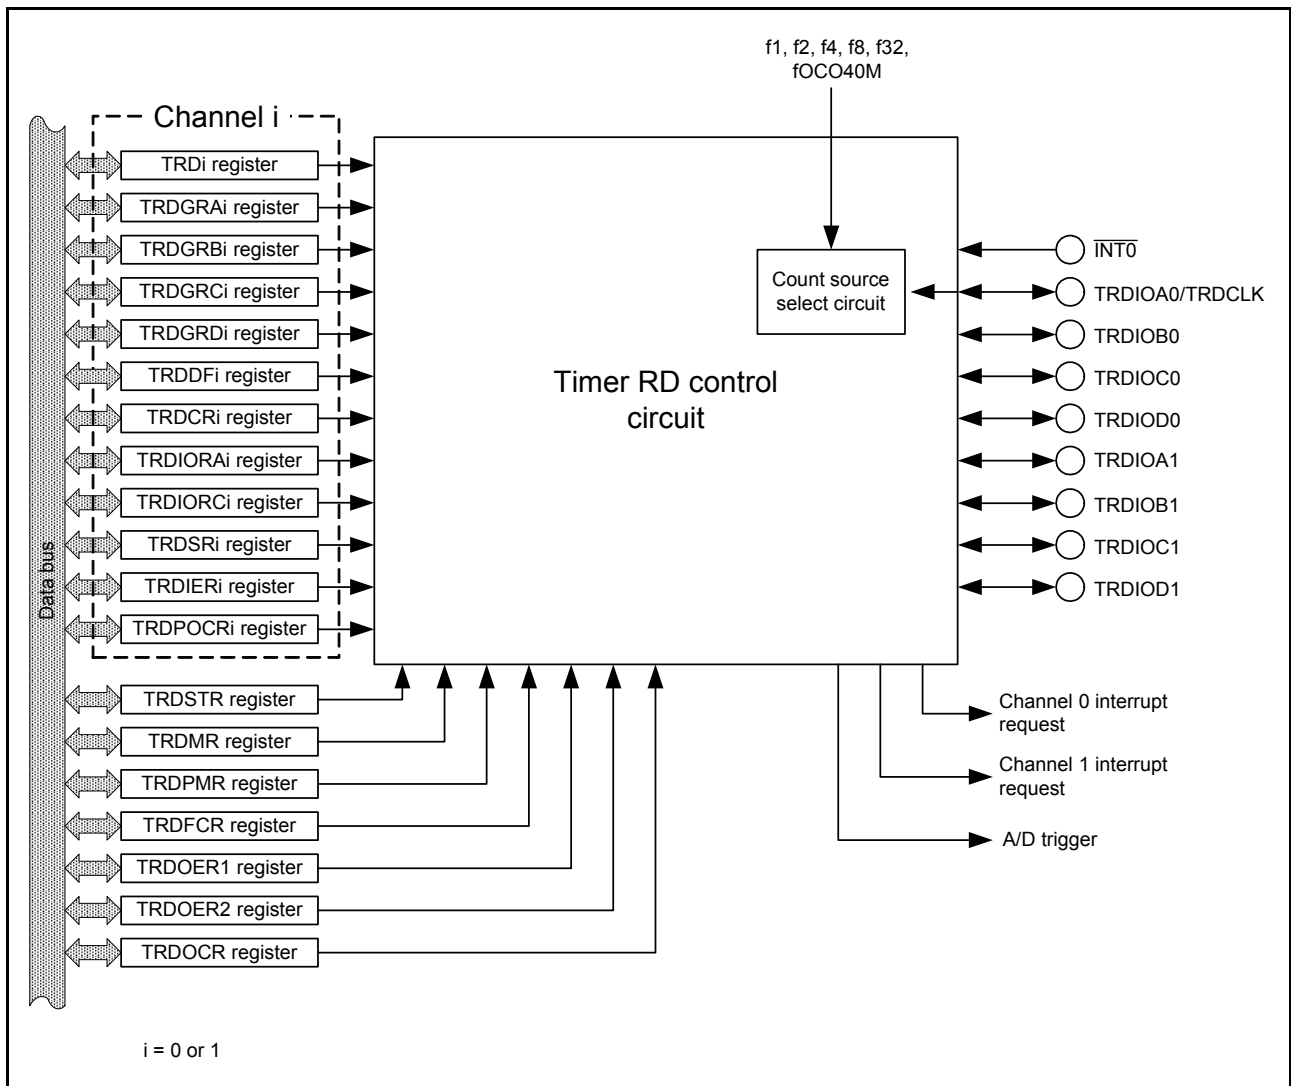 f1, f2, f4, f8, f32,
fOCO40M
Channel i
TRDi register
TRDGRAi register
TRDGRBi register
TRDGRCi register
TRDGRDi register
TRDDFi register
TRDCRi register
TRDIORAi register
TRDIORCi register
TRDSRi register
TRDIERi register
TRDPOCRi register
Data bus
TRDSTR register
TRDMR register
TRDPMR register
TRDFCR register
TRDOER1 register
TRDOER2 register
TRDOCR register
Count source
select circuit
Timer RD control
circuit
INT0
TRDIOA0/TRDCLK
TRDIOB0
TRDIOC0
TRDIOD0
TRDIOA1
TRDIOB1
TRDIOC1
TRDIOD1
Channel 0 interrupt
request
Channel 1 interrupt
request
A/D trigger
i = 0 or 1